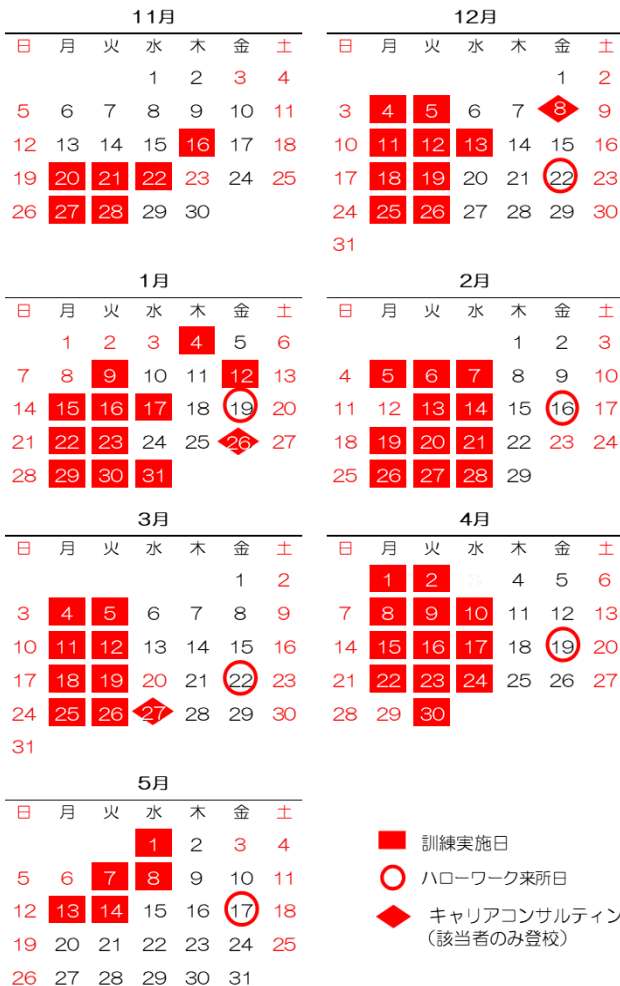 11月
日 月 火 水 木 金 土
1 2 3 4
5 6 7 8 9 10 11
12 13 14 15 16 17 18
19 20 21 22 23 24 25
26 27 28 29 30
12月
日 月 火 水 木 金 土
1 2
3 4 5 6 7 8 9
10 11 12 13 14 15 16
17 18 19 20 21 22 23
24 25 26 27 28 29 30
31
1月
日 月 火 水 木 金 土
1 2 3 4 5 6
7 8 9 10 11 12 13
14 15 16 17 18 19 20
21 22 23 24 25 26 27
28 29 30 31
2月
日 月 火 水 木 金 土
1 2 3
4 5 6 7 8 9 10
11 12 13 14 15 16 17
18 19 20 21 22 23 24
25 26 27 28 29
3月
日 月 火 水 木 金 土
1 2
3 4 5 6 7 8 9
10 11 12 13 14 15 16
17 18 19 20 21 22 23
24 25 26 27 28 29 30
31
4月
日 月 火 水 木 金 土
1 2 3 4 5 6
7 8 9 10 11 12 13
14 15 16 17 18 19 20
21 22 23 24 25 26 27
28 29 30
5月
日 月 火 水 木 金 土
1 2 3 4
5 6 7 8 9 10 11
12 13 14 15 16 17 18
19 20 21 22 23 24 25
26 27 28 29 30 31
訓練実施日
ハローワーク来所日
キャリアコンサルティン
（該当者のみ登校）